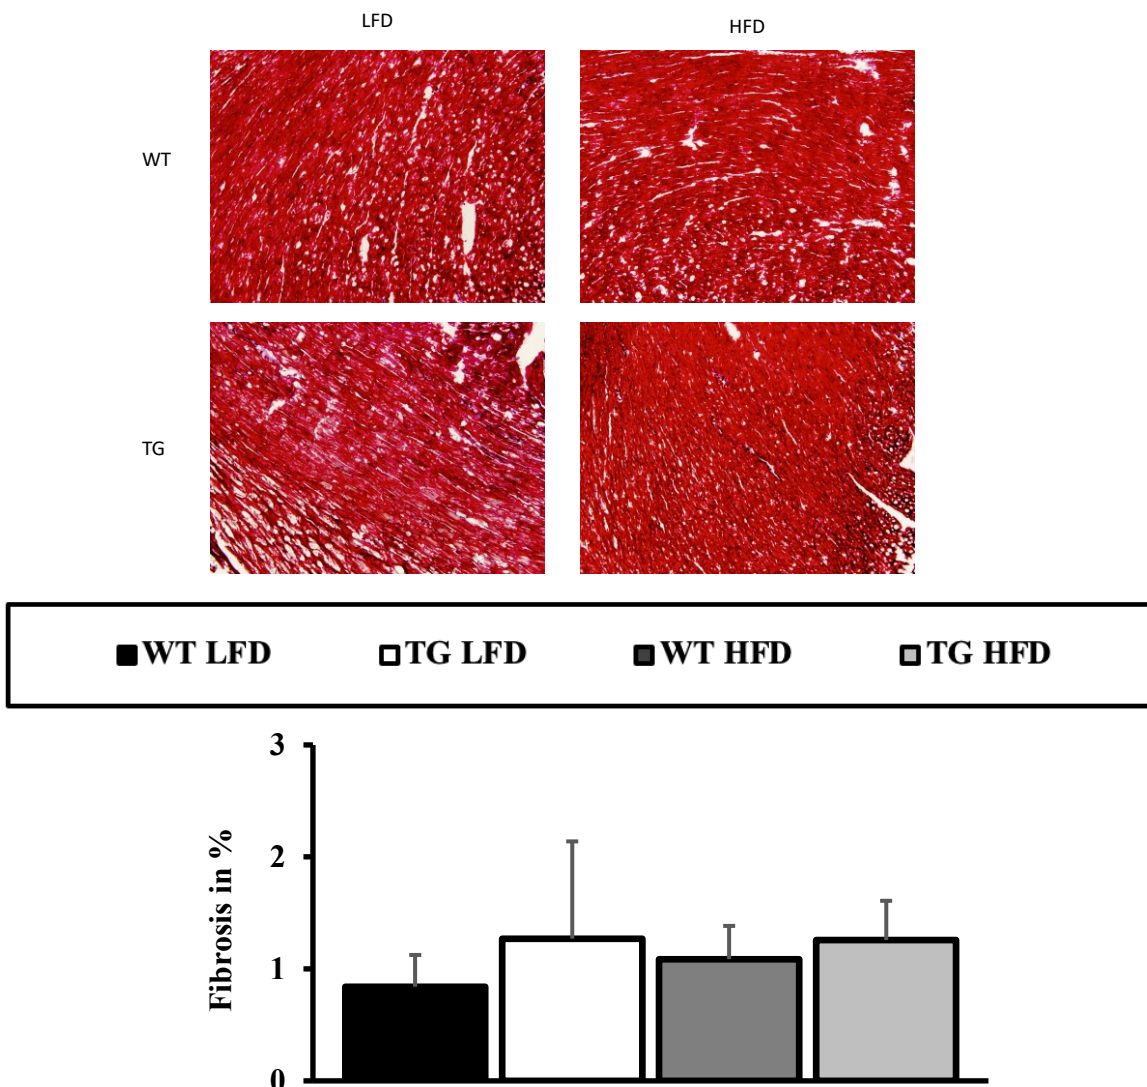 LFD HFD
WT
TG
WT LFD TG LFD WT HFD TG HFD
3
2
Fibrosis in %
1
0